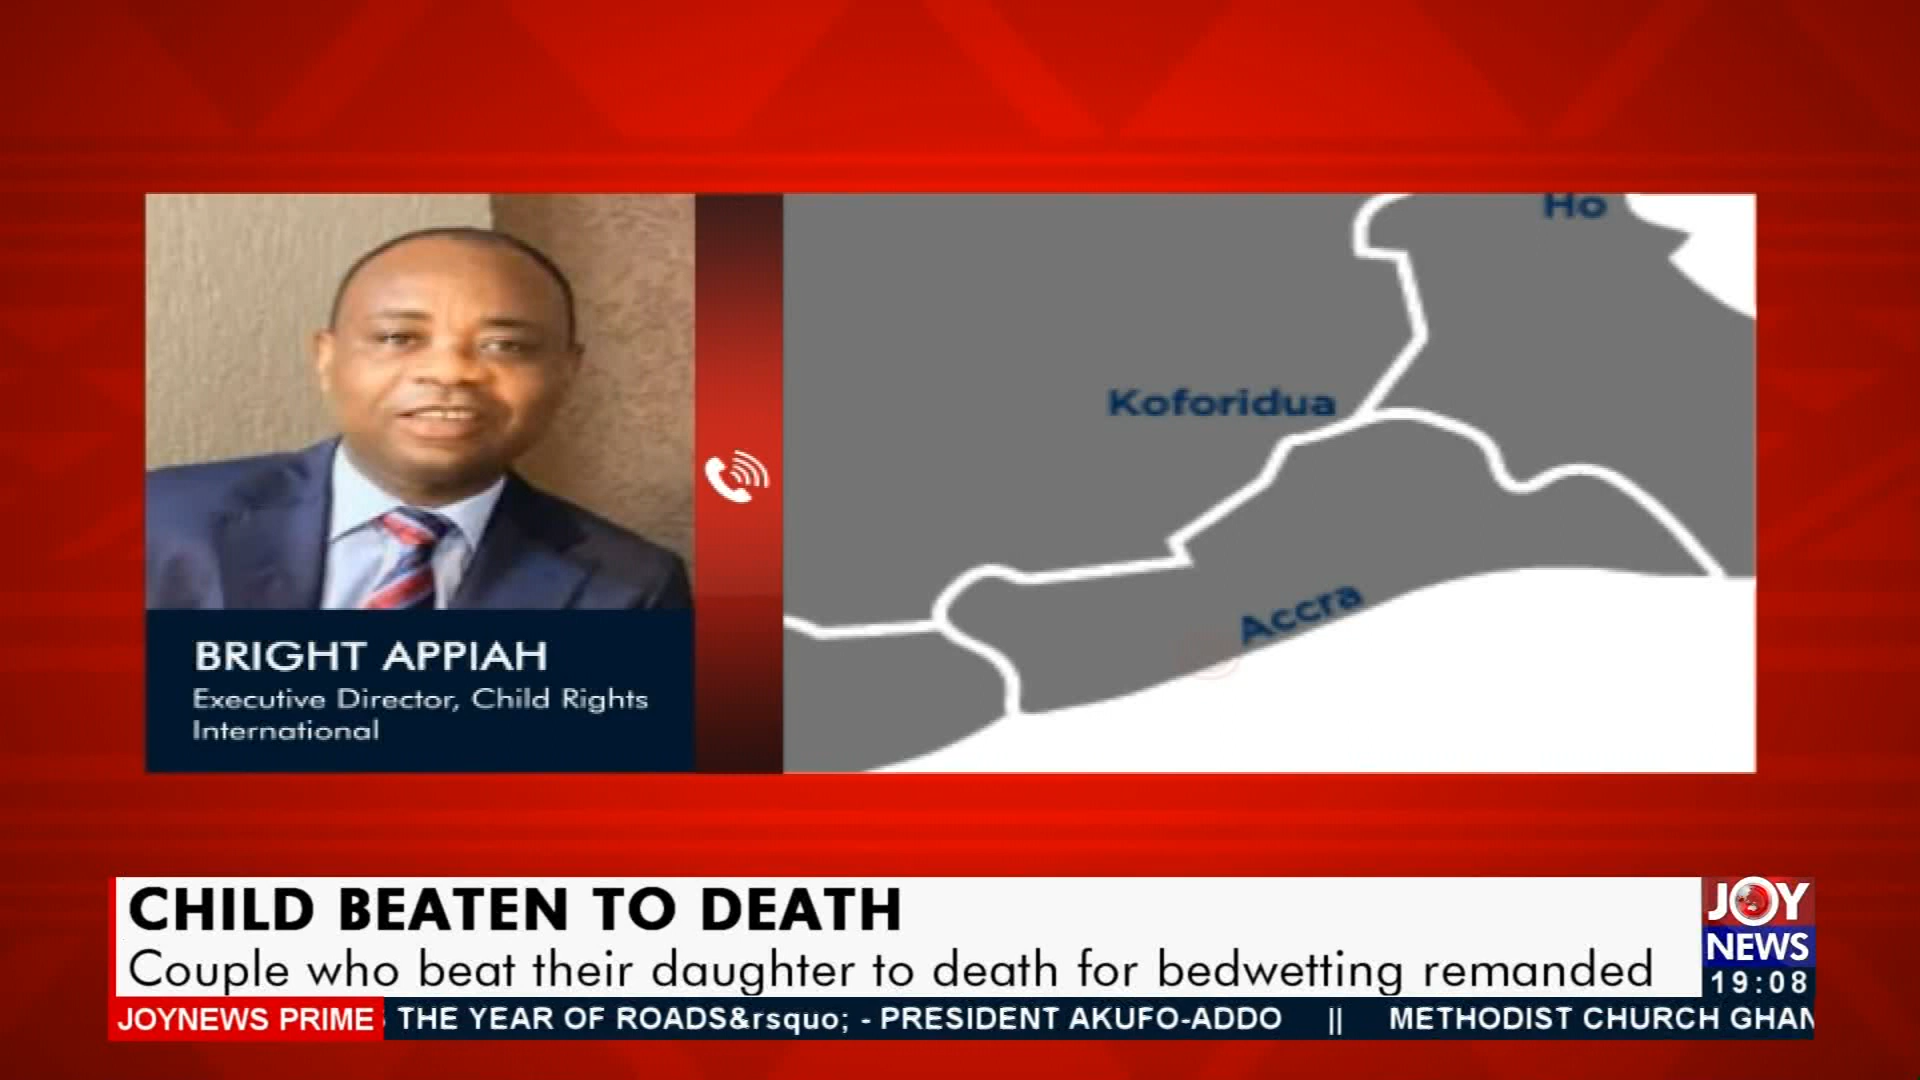 Ho
Koforidua
Accra
BRIGHT APPIAH
Executive Director, Child Rights
International
CHILD BEATEN TO DEATH
Couple who beat their daughter to death for bedwetting remanded
JOY
NEWS
19:08
JOYNEWS PRIME THE YEAR OF ROADS&rsquo; - PRESIDENT AKUFO-ADDO || METHODIST CHURCH GHAN